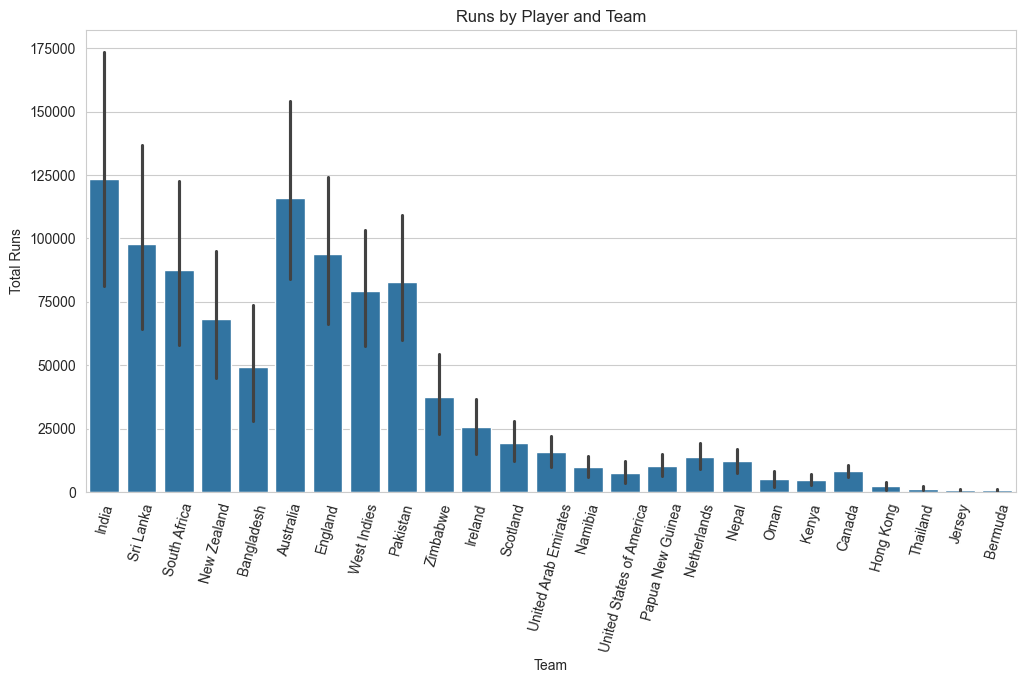 Runs by Player and Team
Total Runs
175000
150000
125000
100000
75000
50000
25000
0
India
Sri Lanka
South Africa
New Zealand
Bangladesh
Australia
England
West Indies
Pakistan
Zimbabwe
Ireland
Scotland
United Arab Emirates
Namibia
United States of America
Papua New Guinea
Netherlands
Nepal
Oman
Kenya
Canada
Hong Kong
Thailand
Jersey
Bermuda
Team